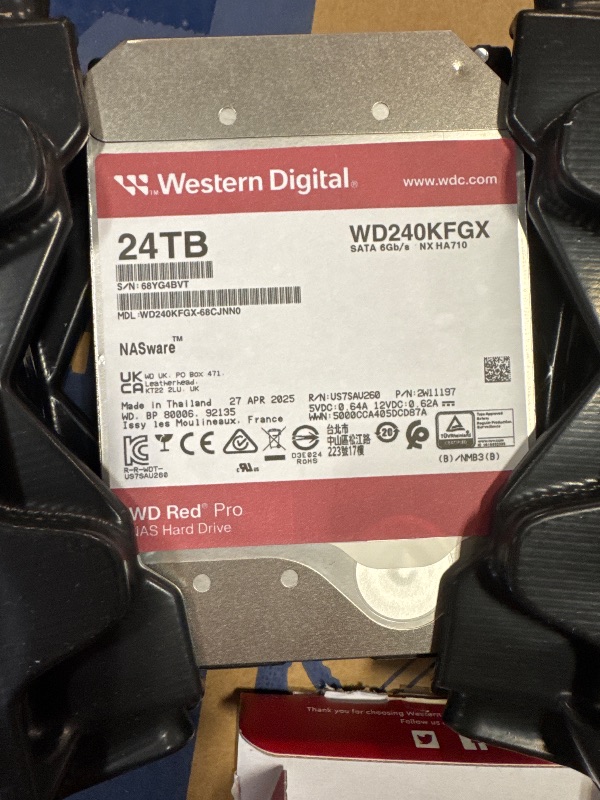 Western Digital®
www.wdc.com
24TB
WD240KFGX
SATA 6Gb/s NX HA710
S/N: 68YG4BVT
MDL:WD240KFGX-68CJNN0
NASware™
UK CA
WD UK, PO BOX 471.
Leatherhead.
KT22 2LU. UK
Made in Thailand 27 APR 2025
R/N:US7SAU260 P/N:2W11197
WD. BP 80006. 92135
5VDC:0.64A 12VDC:0.62A
Issy les Moulineaux. France
WWN:5000CCA405DCD87A
R-R-WDT-
US7SAU260
D3E024
ROHS
台北市
中山區松江路
223號17樓
20
(B)/NMB3(B)
WD Red® Pro
NAS Hard Drive
Thank you for choosing Western
Follow us